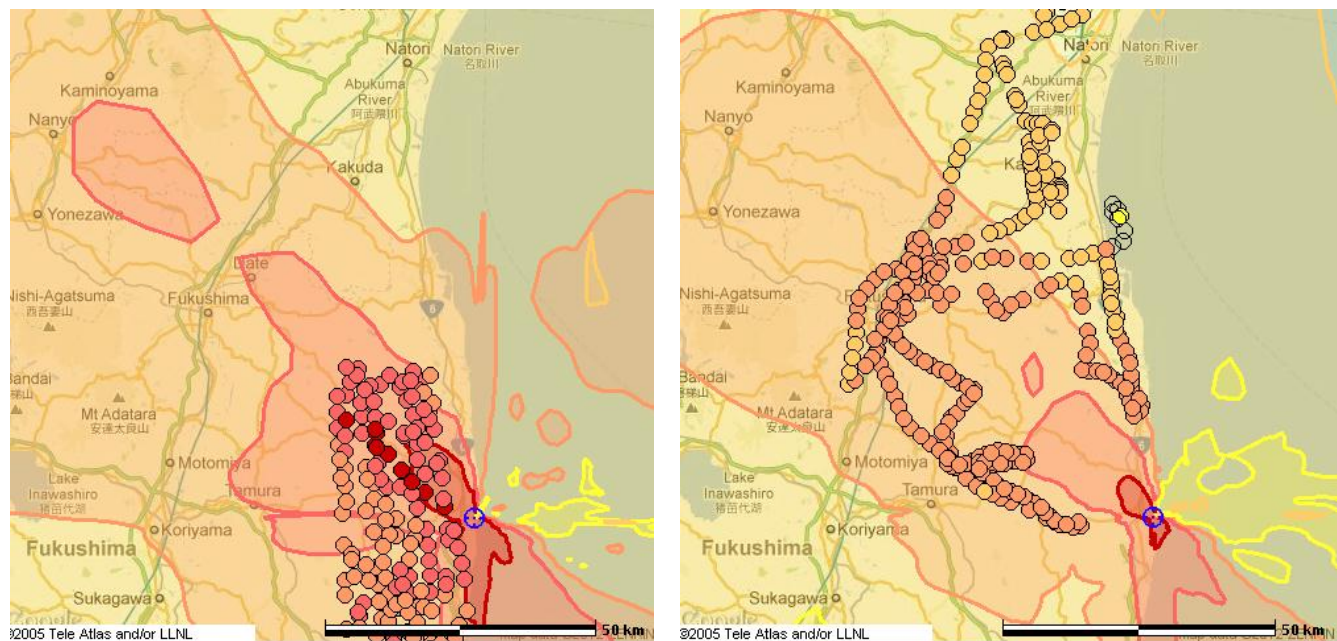 Natori
Natori River
名取川
Kaminoyama
Abukuma
River
阿武隈川
Nanyo
Kakuda
Yonezawa
Date
Nishi-Agatsuma
西吾妻山
Fukushima
6
Bandai
Mt Adatara
安達太良山
Motomiya
Lake
Inawashiro
猪苗代湖
Tamura
Koriyama
Fukushima
Sukagawa
50 km
©2005 Tele Atlas and/or LLNL
Natori River
名取川
Kaminoyama
Abukuma
River
阿武隈川
Nanyo
Yonezawa
Nishi-Agatsuma
西吾妻山
6
Bandai
Mt Adatara
安達太良山
Motomiya
Lake
Inawashiro
猪苗代湖
Tamura
Koriyama
Fukushima
Sukagawa
50 km
©2005 Tele Atlas and/or LLNL